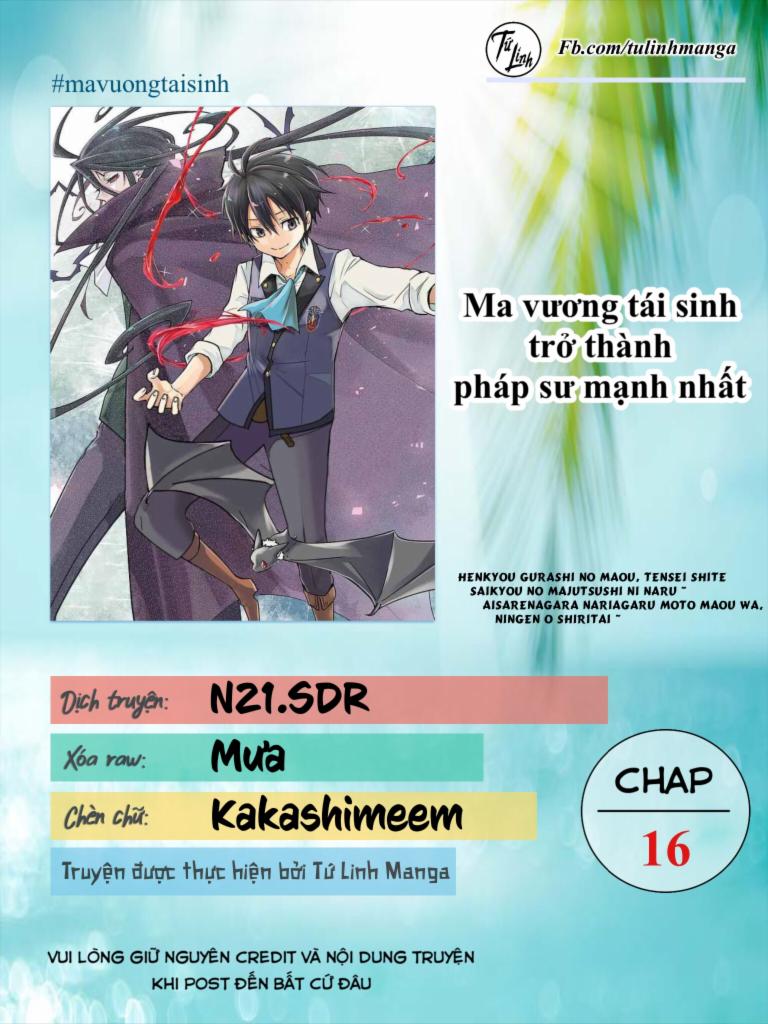 Tứ Linh
Fb.com/tulinhmanga
#mavuongtaisinh
Ma vương tái sinh
trở thành
pháp sư mạnh nhất
HENKYOU GURASHI NO MAOU, TENSEI SHITE
SAIKYOU NO MAJUTSUSHI NI NARU ~
AISARENAGARA NARIAGARU MOTO MAOU WA,
NINGEN O SHIRITAI ~
Dịch truyện: N21.SDR
Xóa raw: Mưa
Chèn chữ: Kakashimeem
Truyện được thực hiện bởi Tứ Linh Manga
CHAP
16
VUI LÒNG GIỮ NGUYÊN CREDIT VÀ NỘI DUNG TRUYỆN
KHI POST ĐẾN BẤT CỨ ĐÂU